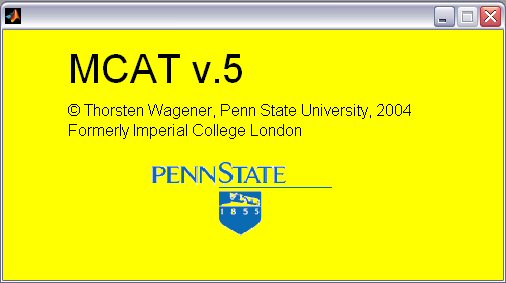 MCAT v.5
© Thorsten Wagener, Penn State University, 2004
Formerly Imperial College London
PENNSTATE
1855